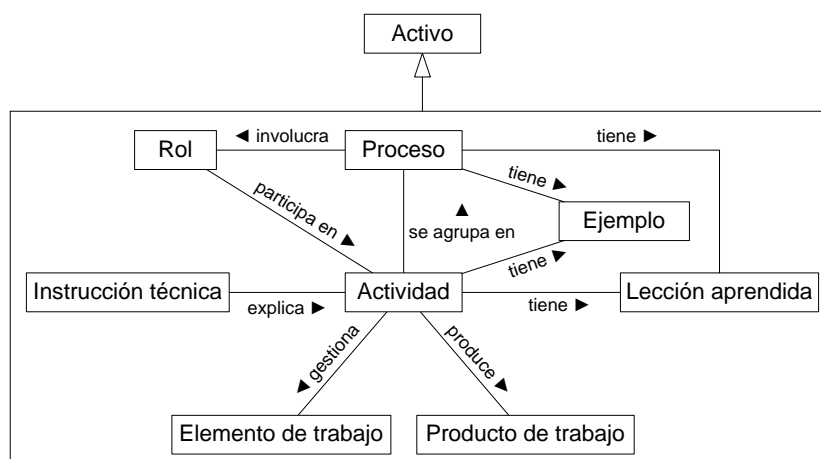 Activo
◄ involucra
tiene ►
Rol
Proceso
tiene ►
participa en ►
▲
se agrupa en
Ejemplo
tiene ►
Instrucción técnica
Actividad
Lección aprendida
explica ►
tiene ►
◄ gestiona
produce ►
Elemento de trabajo
Producto de trabajo